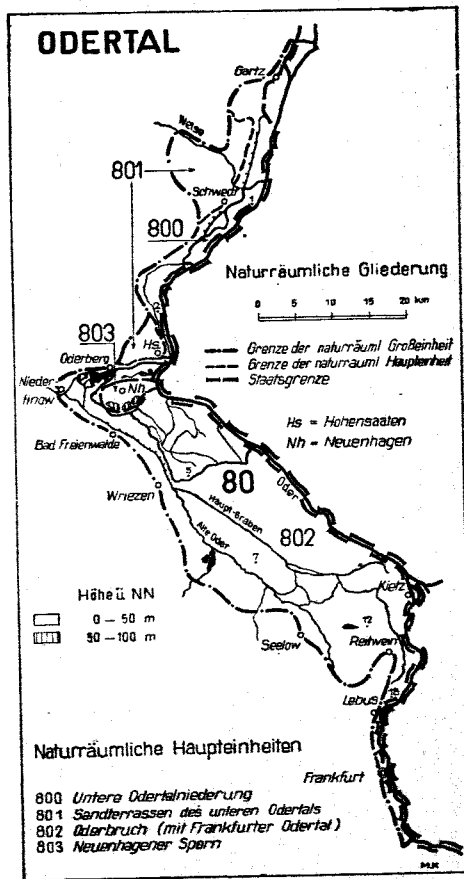 ODERTAL
Gartz
Welse
801
Schwedt
800
Naturräumliche Gliederung
0 5 10 15 20 km
803
Oderberg
Hs
Grenze der naturräuml Großeinheit
Grenze der naturräuml Haupteinheit
Staatsgrenze
Nieder
finow
Nh
Hs = Hohensaaten
Nh = Neuenhagen
Bad Freienwalde
80
Oder
Wriezen
Haupt-Graben
802
Alte Oder
Höhe ü NN
0 – 50 m
50 – 100 m
Kietz
Seelow
Reitwein
Lebus
Naturräumliche Haupteinheiten
Frankfurt
800 Untere Odertalniederung
801 Sandterrassen des unteren Odertals
802 Oderbruch (mit Frankfurter Odertal)
803 Neuenhagener Sporn